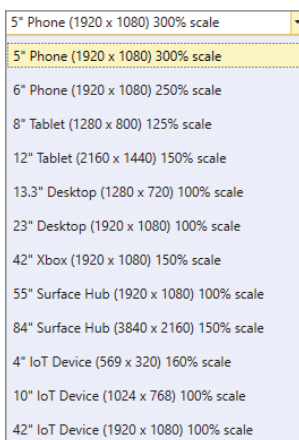 5" Phone (1920 x 1080) 300% scale
5" Phone (1920 x 1080) 300% scale
6" Phone (1920 x 1080) 250% scale
8" Tablet (1280 x 800) 125% scale
12" Tablet (2160 x 1440) 150% scale
13.3" Desktop (1280 x 720) 100% scale
23" Desktop (1920 x 1080) 100% scale
42" Xbox (1920 x 1080) 150% scale
55" Surface Hub (1920 x 1080) 100% scale
84" Surface Hub (3840 x 2160) 150% scale
4" IoT Device (569 x 320) 160% scale
10" IoT Device (1024 x 768) 100% scale
42" IoT Device (1920 x 1080) 100% scale